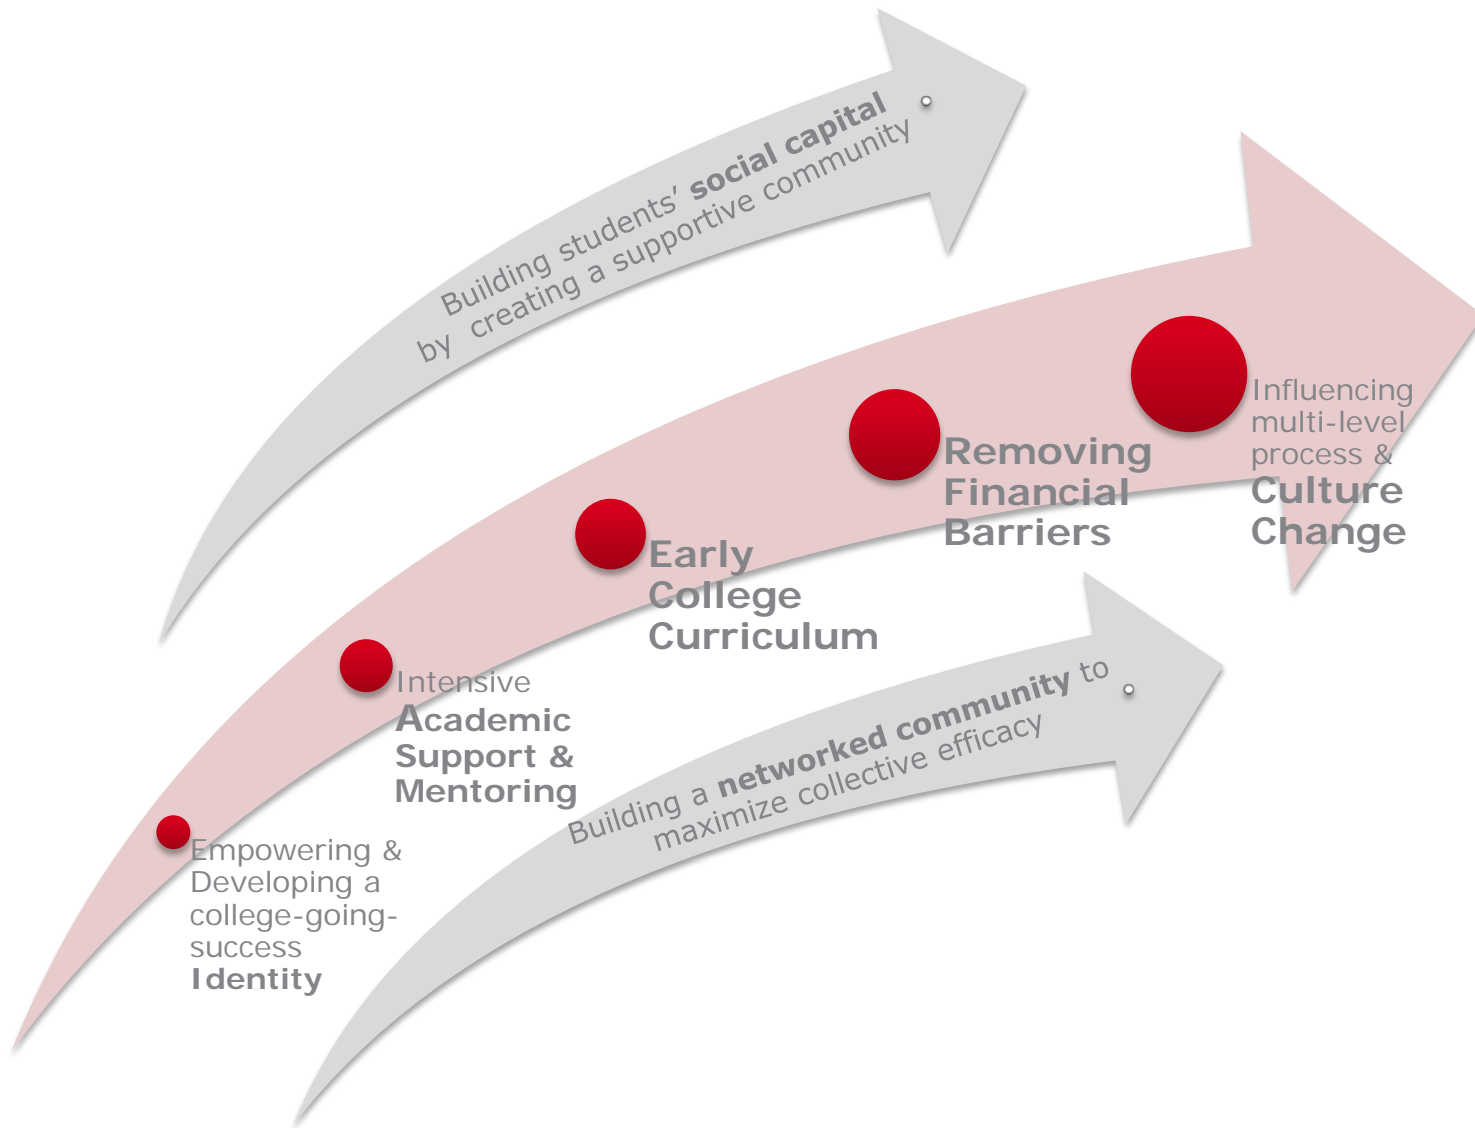 Building students’ social capital
by creating a supportive community
Influencing
multi-level
process &
Culture
Change
Removing
Financial
Barriers
Early
College
Curriculum
Intensive
Academic
Support &
Mentoring
Empowering &
Developing a
college-going-
success
Identity
Building a networked community to
maximize collective efficacy